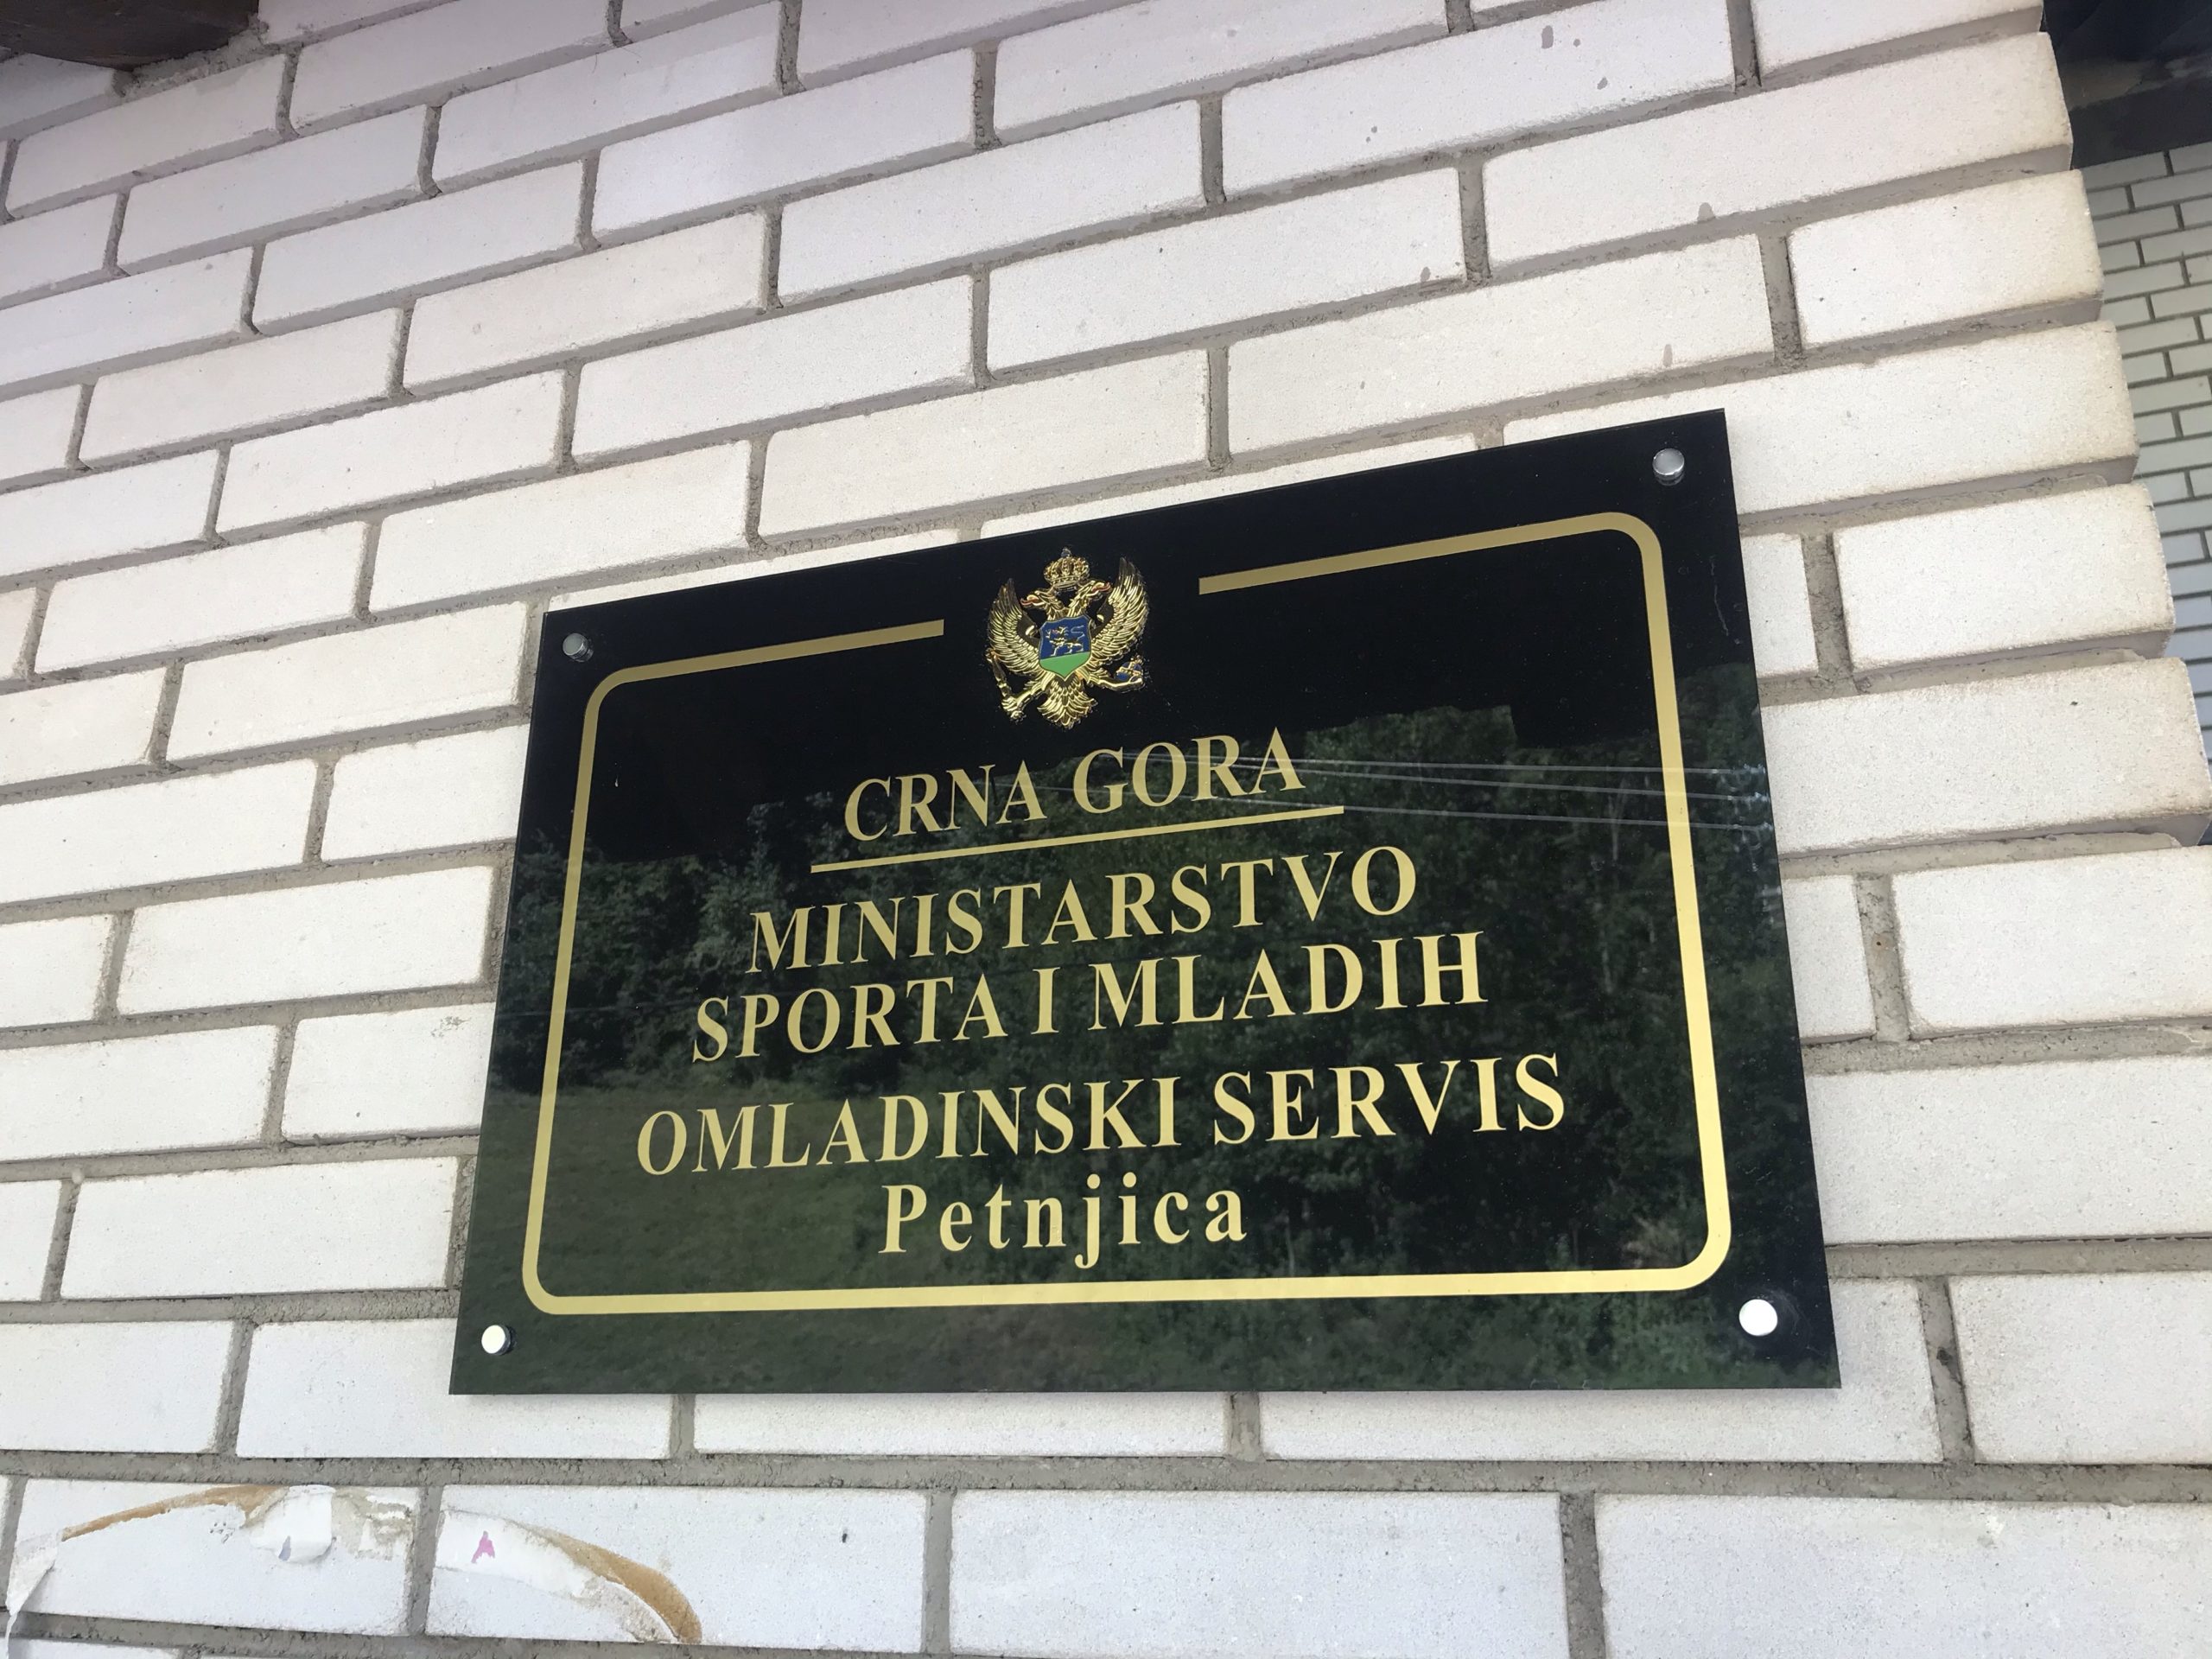 CRNA GORA
MINISTARSTVO
SPORTA I MLADIH
OMLADINSKI SERVIS
Petnjica